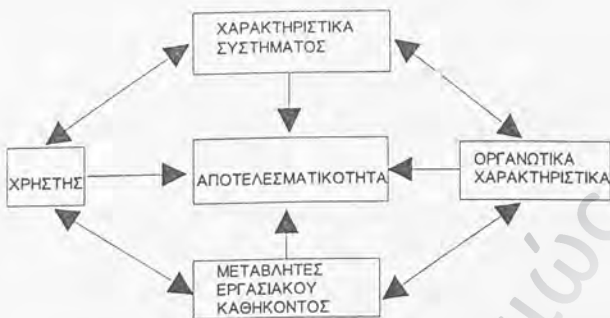 ΧΑΡΑΚΤΗΡΙΣΤΙΚΑ
ΣΥΣΤΗΜΑΤΟΣ
ΧΡΗΣΤΗΣ
ΑΠΟΤΕΛΕΣΜΑΤΙΚΟΤΗΤΑ
ΟΡΓΑΝΩΤΙΚΑ
ΧΑΡΑΚΤΗΡΙΣΤΙΚΑ
ΜΕΤΑΒΛΗΤΕΣ
ΕΡΓΑΣΙΑΚΟΥ
ΚΑΘΗΚΟΝΤΟΣ